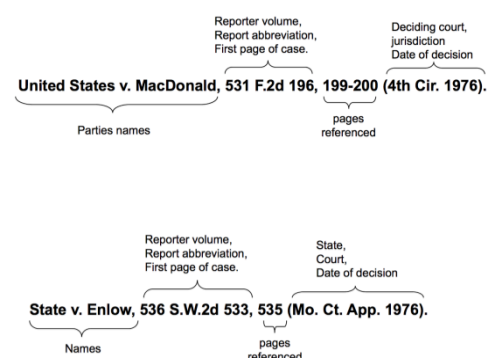 Reporter volume,
Report abbreviation,
First page of case.
Deciding court,
jurisdiction
Date of decision
United States v. MacDonald, 531 F.2d 196, 199-200 (4th Cir. 1976).
Parties names
pages
referenced
Reporter volume,
Report abbreviation,
First page of case.
State,
Court,
Date of decision
State v. Enlow, 536 S.W.2d 533, 535 (Mo. Ct. App. 1976).
Names
pages
referenced